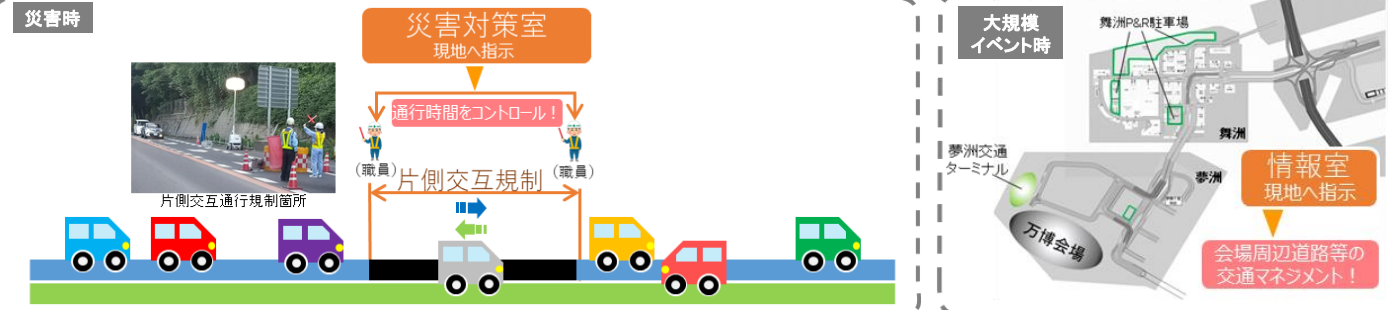 災害時
災害対策室
現地へ指示
通行時間をコントロール！
(職員)
(職員)
片側交互規制
片側交互通行規制箇所
大規模
イベント時
舞洲P&R駐車場
舞洲
夢洲交通
ターミナル
夢洲
万博会場
情報室
現地へ指示
会場周辺道路等の
交通マネジメント！